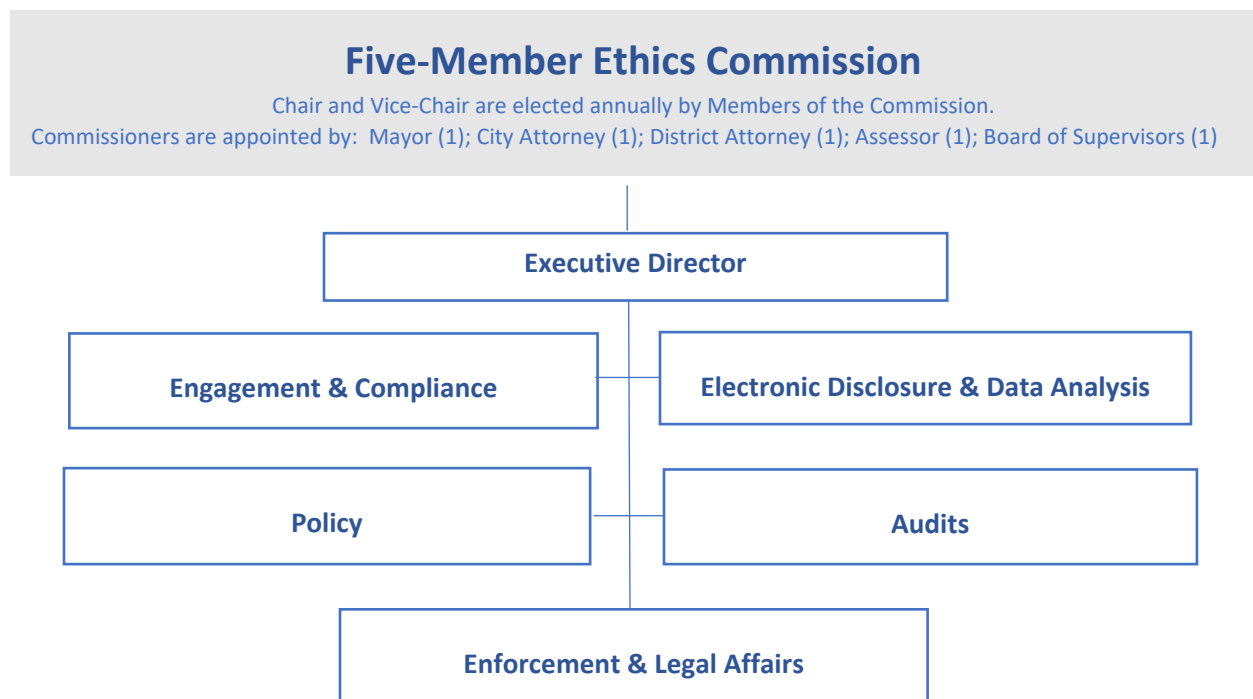 Five-Member Ethics Commission
Chair and Vice-Chair are elected annually by Members of the Commission.
Commissioners are appointed by:  Mayor (1); City Attorney (1); District Attorney (1); Assessor (1); Board of Supervisors (1)
Executive Director
Engagement & Compliance
Electronic Disclosure & Data Analysis
Policy
Audits
Enforcement & Legal Affairs